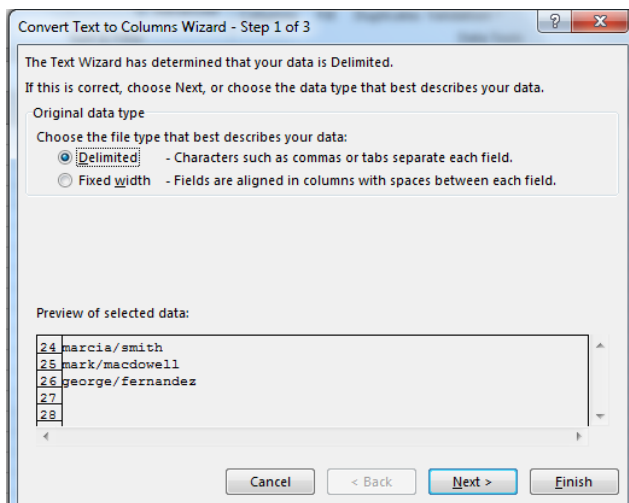 Convert Text to Columns Wizard - Step 1 of 3
The Text Wizard has determined that your data is Delimited.
If this is correct, choose Next, or choose the data type that best describes your data.
Original data type
Choose the file type that best describes your data:
Delimited - Characters such as commas or tabs separate each field.
Fixed width - Fields are aligned in columns with spaces between each field.
Preview of selected data:
24 marcia/smith
25 mark/macdowell
26 george/fernandez
27
28
Cancel < Back Next > Finish